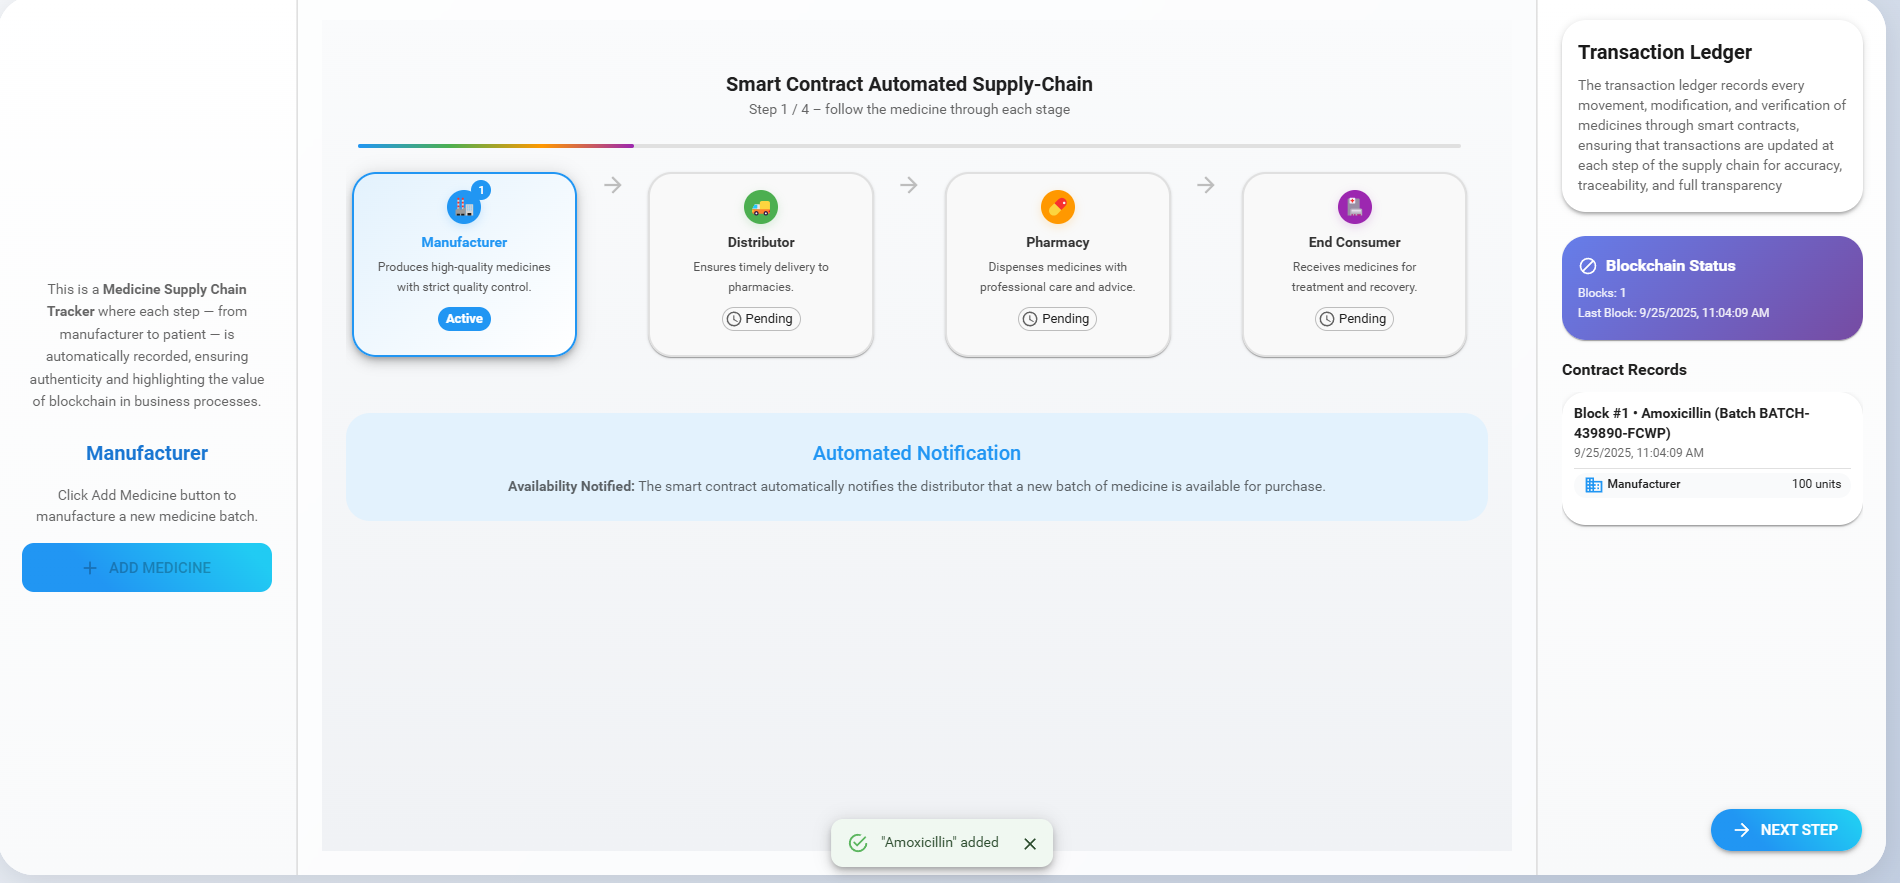 This is a Medicine Supply Chain
Tracker where each step — from
manufacturer to patient — is
automatically recorded, ensuring
authenticity and highlighting the value
of blockchain in business processes.
Manufacturer
Click Add Medicine button to
manufacture a new medicine batch.
ADD MEDICINE
Smart Contract Automated Supply-Chain
Step 1 / 4 – follow the medicine through each stage
1
Manufacturer
Produces high-quality medicines
with strict quality control.
Active
Distributor
Ensures timely delivery to
pharmacies.
Pending
Pharmacy
Dispenses medicines with
professional care and advice.
Pending
End Consumer
Receives medicines for
treatment and recovery.
Pending
Automated Notification
Availability Notified: The smart contract automatically notifies the distributor that a new batch of medicine is available for purchase.
"Amoxicillin" added
Transaction Ledger
The transaction ledger records every
movement, modification, and verification of
medicines through smart contracts,
ensuring that transactions are updated at
each step of the supply chain for accuracy,
traceability, and full transparency
Blockchain Status
Blocks: 1
Last Block: 9/25/2025, 11:04:09 AM
Contract Records
Block #1 • Amoxicillin (Batch BATCH-
439890-FCWP)
9/25/2025, 11:04:09 AM
Manufacturer 100 units
NEXT STEP